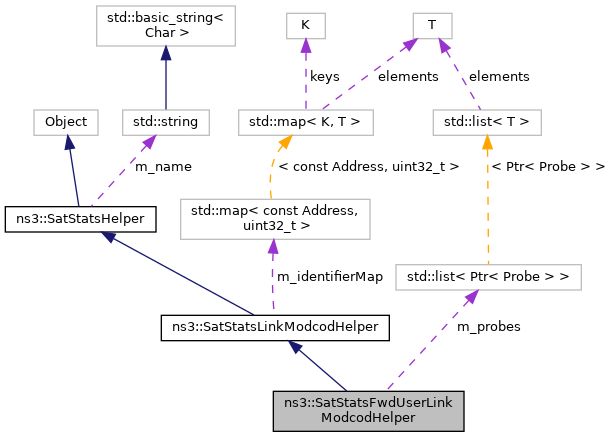 std::basic_string<
Char >
K
T
keys
elements
elements
Object
std::string
std::map< K, T >
std::list< T >
m_name
< const Address, uint32_t >
< Ptr< Probe > >
ns3::SatStatsHelper
std::map< const Address,
uint32_t >
m_identifierMap
std::list< Ptr< Probe > >
ns3::SatStatsLinkModcodHelper
m_probes
ns3::SatStatsFwdUserLink
ModcodHelper